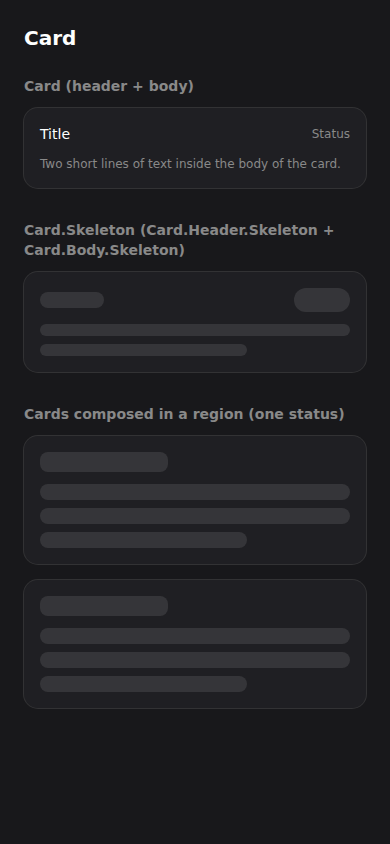 Card
Card (header + body)
Title
Status
Two short lines of text inside the body of the card.
Card.Skeleton (Card.Header.Skeleton +
Card.Body.Skeleton)
Cards composed in a region (one status)